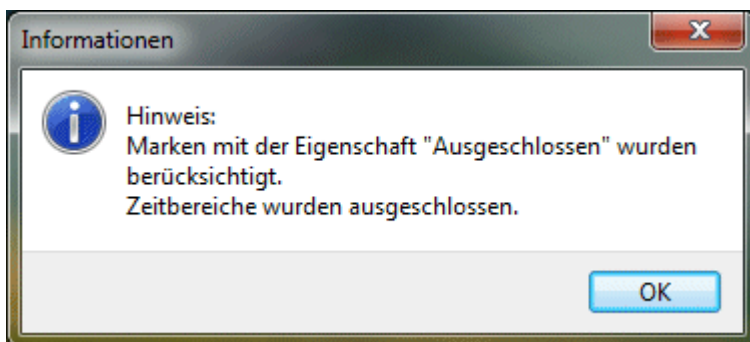 Informationen
Hinweis:
Marken mit der Eigenschaft "Ausgeschlossen" wurden
berücksichtigt.
Zeitbereiche wurden ausgeschlossen.
OK